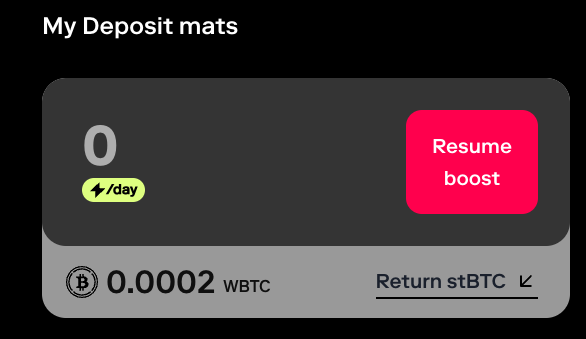 My Deposit mats
0
/day
Resume
boost
0.0002 WBTC
Return stBTC